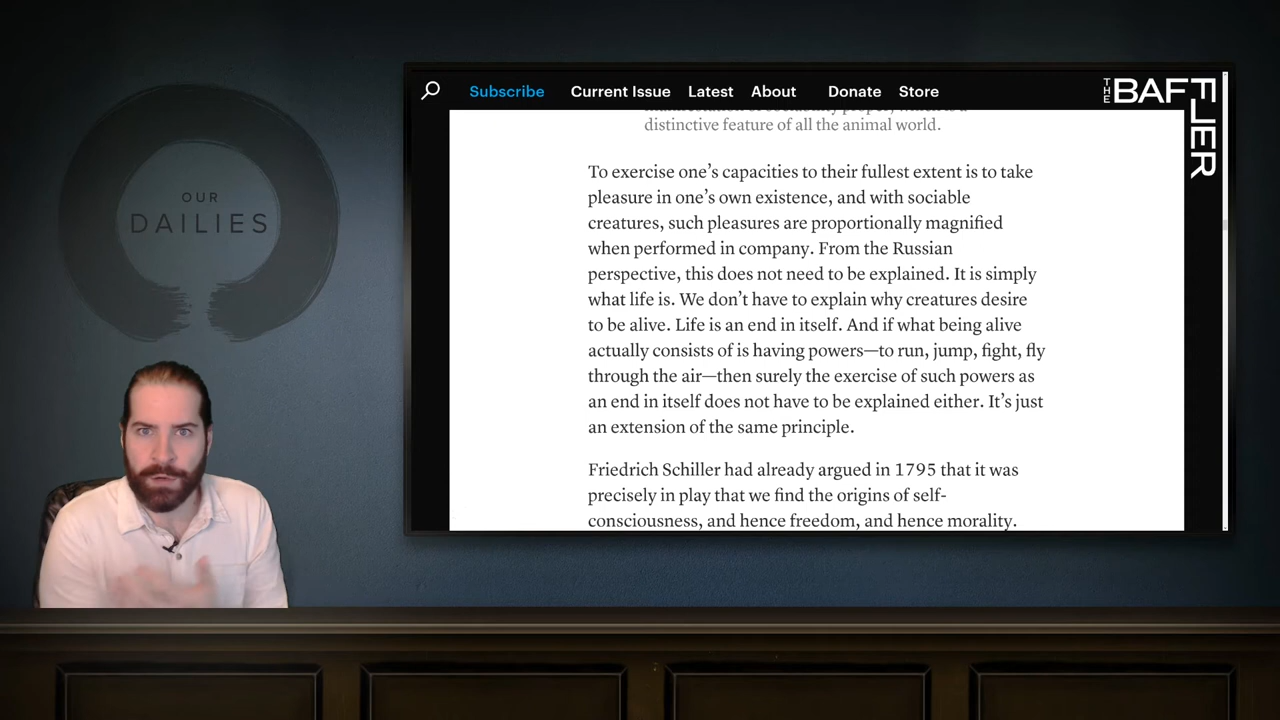 OUR
DAILIES
Subscribe
Current Issue
Latest
About
Donate
Store
THE
BAFFLER
distinctive feature of all the animal world.
To exercise one’s capacities to their fullest extent is to take
pleasure in one’s own existence, and with sociable
creatures, such pleasures are proportionally magnified
when performed in company. From the Russian
perspective, this does not need to be explained. It is simply
what life is. We don’t have to explain why creatures desire
to be alive. Life is an end in itself. And if what being alive
actually consists of is having powers—to run, jump, fight, fly
through the air—then surely the exercise of such powers as
an end in itself does not have to be explained either. It’s just
an extension of the same principle.
Friedrich Schiller had already argued in 1795 that it was
precisely in play that we find the origins of self-
consciousness, and hence freedom, and hence morality.